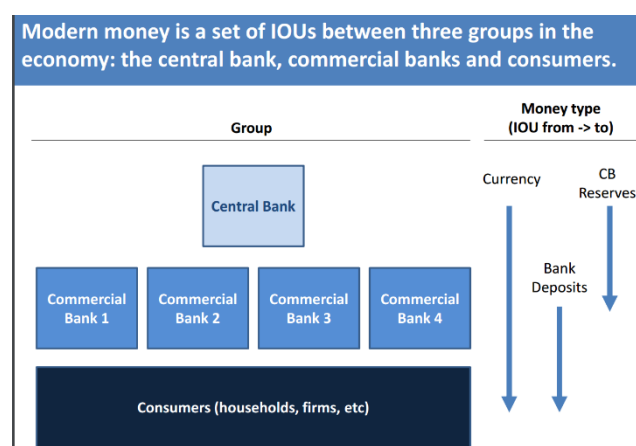 Modern money is a set of IOUs between three groups in the
economy: the central bank, commercial banks and consumers.
Group
Money type
(IOU from -> to)
Central Bank
Currency
CB
Reserves
Bank
Deposits
Commercial
Bank 1
Commercial
Bank 2
Commercial
Bank 3
Commercial
Bank 4
Consumers (households, firms, etc)